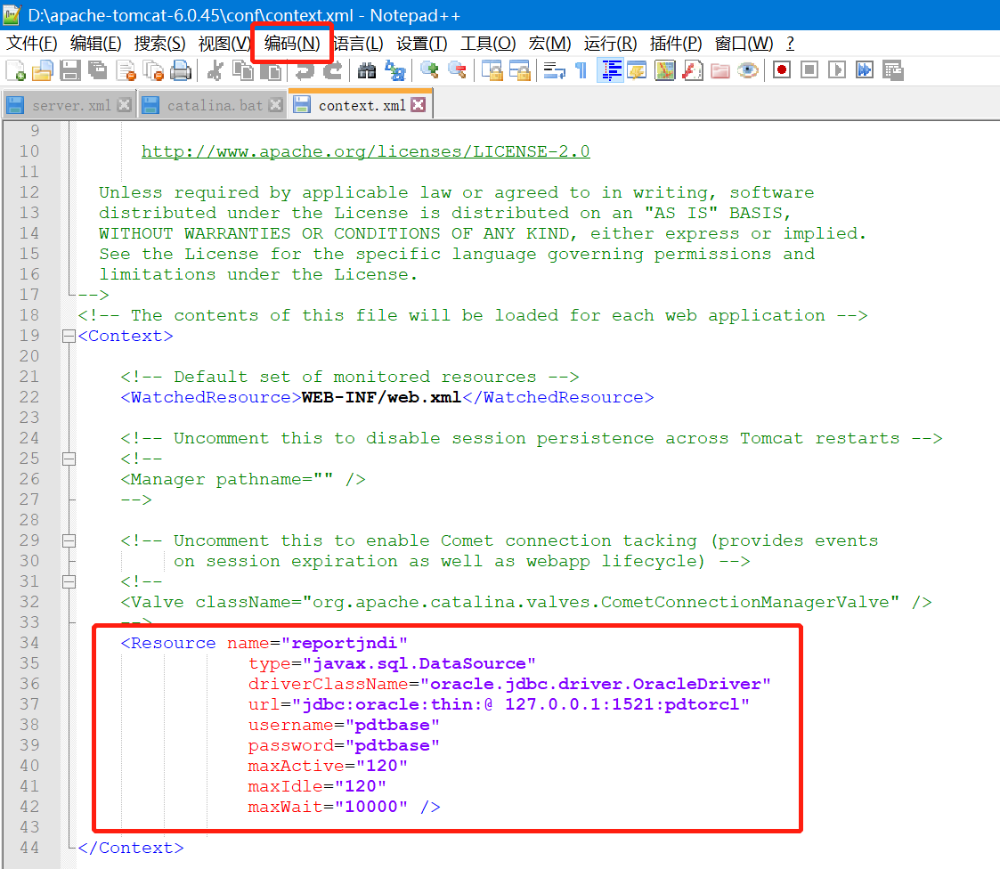 D:\apache-tomcat-6.0.45\conf\context.xml - Notepad++
文件(F) 编辑(E) 搜索(S) 视图(V) 编码(N) 语言(L) 设置(T) 工具(O) 宏(M) 运行(R) 插件(P) 窗口(W) ?
server.xml catalina.bat context.xml
9
10 http://www.apache.org/licenses/LICENSE-2.0
11
12 Unless required by applicable law or agreed to in writing, software
13 distributed under the License is distributed on an "AS IS" BASIS,
14 WITHOUT WARRANTIES OR CONDITIONS OF ANY KIND, either express or implied.
15 See the License for the specific language governing permissions and
16 limitations under the License.
17 -->
18 <!-- The contents of this file will be loaded for each web application -->
19 <Context>
20
21 <!-- Default set of monitored resources -->
22 <WatchedResource>WEB-INF/web.xml</WatchedResource>
23
24 <!-- Uncomment this to disable session persistence across Tomcat restarts -->
25 <!--
26 <Manager pathname="" />
27 -->
28
29 <!-- Uncomment this to enable Comet connection tacking (provides events
30 on session expiration as well as webapp lifecycle) -->
31 <!--
32 <Valve className="org.apache.catalina.valves.CometConnectionManagerValve" />
33 -->
34 <Resource name="reportjndi"
35 type="javax.sql.DataSource"
36 driverClassName="oracle.jdbc.driver.OracleDriver"
37 url="jdbc:oracle:thin:@ 127.0.0.1:1521:pdtorcl"
38 username="pdtbase"
39 password="pdtbase"
40 maxActive="120"
41 maxIdle="120"
42 maxWait="10000" />
43
44 </Context>